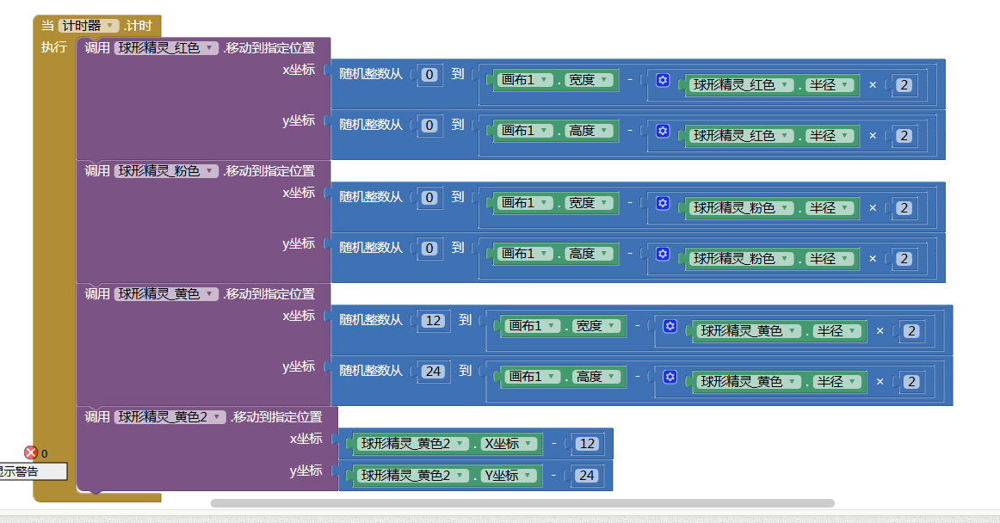 当 计时器 .计时
执行 调用 球形精灵_红色 .移动到指定位置
x坐标 随机整数从 0 到 画布1 . 宽度 - 球形精灵_红色 . 半径 × 2
y坐标 随机整数从 0 到 画布1 . 高度 - 球形精灵_红色 . 半径 × 2
调用 球形精灵_粉色 .移动到指定位置
x坐标 随机整数从 0 到 画布1 . 宽度 - 球形精灵_粉色 . 半径 × 2
y坐标 随机整数从 0 到 画布1 . 高度 - 球形精灵_粉色 . 半径 × 2
调用 球形精灵_黄色 .移动到指定位置
x坐标 随机整数从 12 到 画布1 . 宽度 - 球形精灵_黄色 . 半径 × 2
y坐标 随机整数从 24 到 画布1 . 高度 - 球形精灵_黄色 . 半径 × 2
调用 球形精灵_黄色2 .移动到指定位置
x坐标 球形精灵_黄色2 . X坐标 - 12
y坐标 球形精灵_黄色2 . Y坐标 - 24
0
示警告